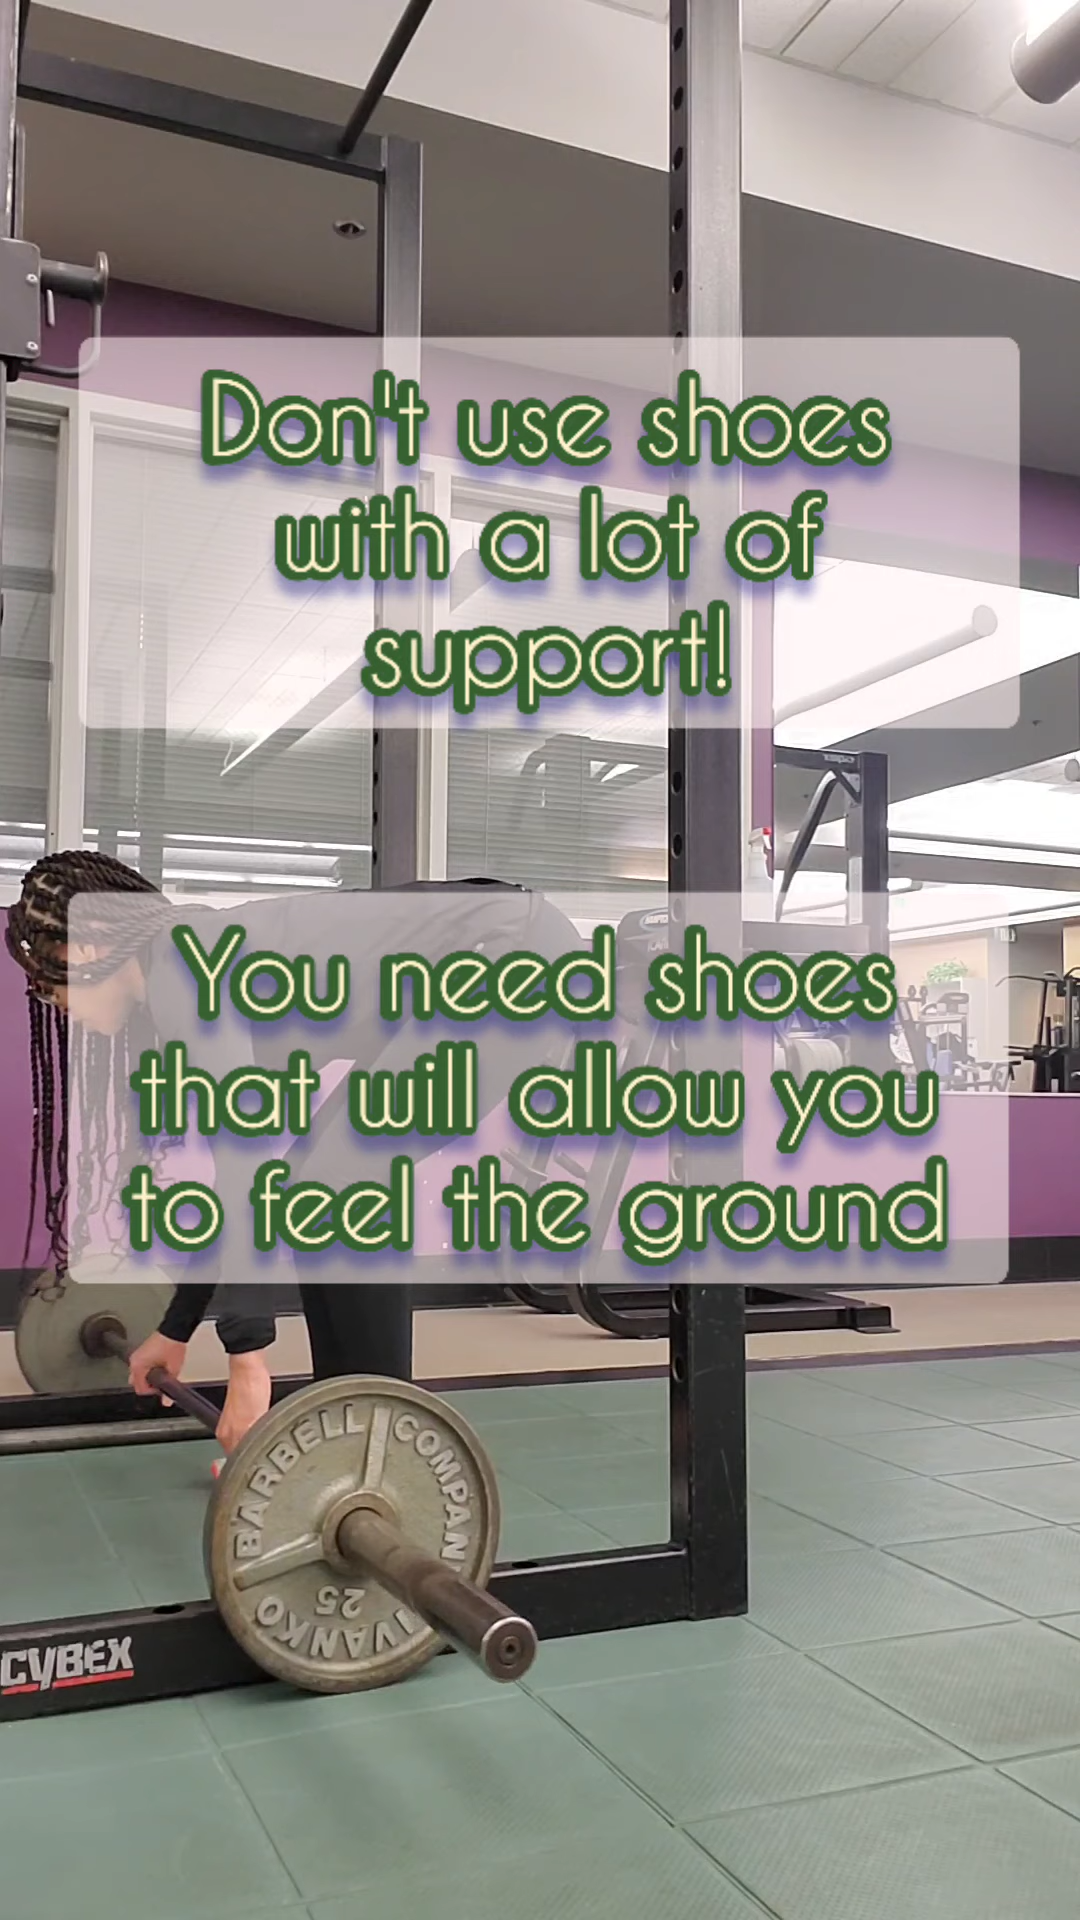 Don't use shoes
with a lot of
support!
You need shoes
that will allow you
to feel the ground
BARBELL COMPANY
25
IVANKO
CYBEX